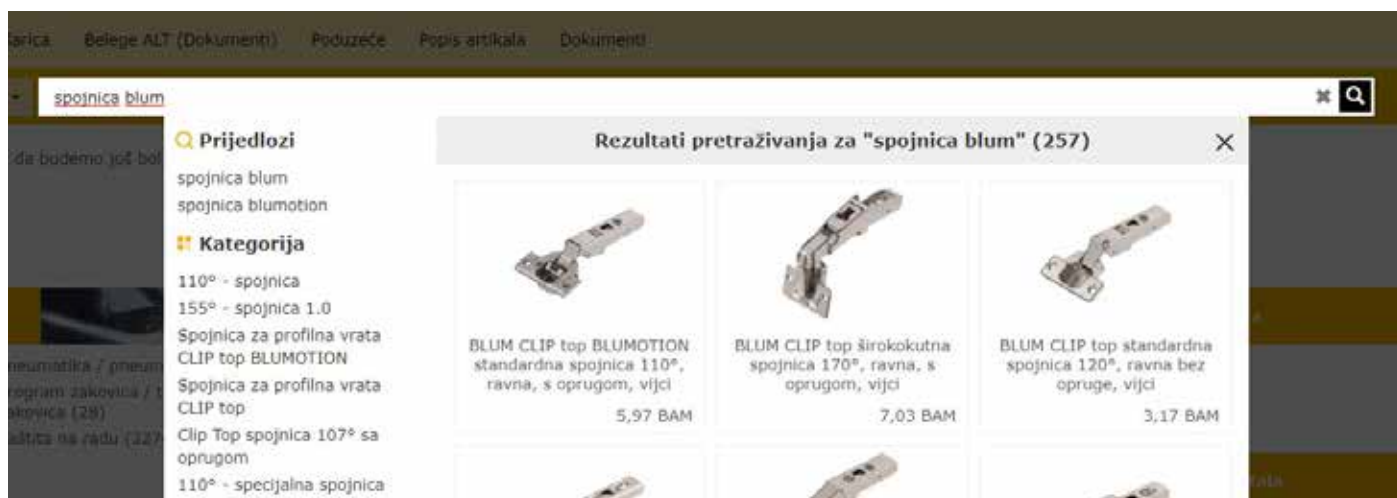 Belege ALT (Dokumenti) Poduzeće Popis artikala Dokumenti
spojnica blum
Prijedlozi
spojnica blum
spojnica blumotion
Kategorija
110° - spojnica
155° - spojnica 1.0
Spojnica za profilna vrata
CLIP top BLUMOTION
Spojnica za profilna vrata
CLIP top
Clip Top spojnica 107° sa
oprugom
110° - specijalna spojnica
Rezultati pretraživanja za "spojnica blum" (257)
BLUM CLIP top BLUMOTION
standardna spojnica 110°,
ravna, s oprugom, vijci
5,97 BAM
BLUM CLIP top širokokutna
spojnica 170°, ravna, s
oprugom, vijci
7,03 BAM
BLUM CLIP top standardna
spojnica 120°, ravna bez
opruge, vijci
3,17 BAM
da budemo još bol